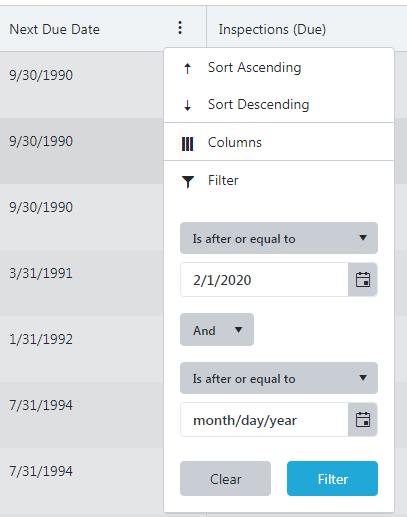 Next Due Date
Inspections (Due)
9/30/1990
Sort Ascending
Sort Descending
9/30/1990
Columns
Filter
9/30/1990
Is after or equal to
3/31/1991
2/1/2020
1/31/1992
And
Is after or equal to
7/31/1994
month/day/year
7/31/1994
Clear
Filter